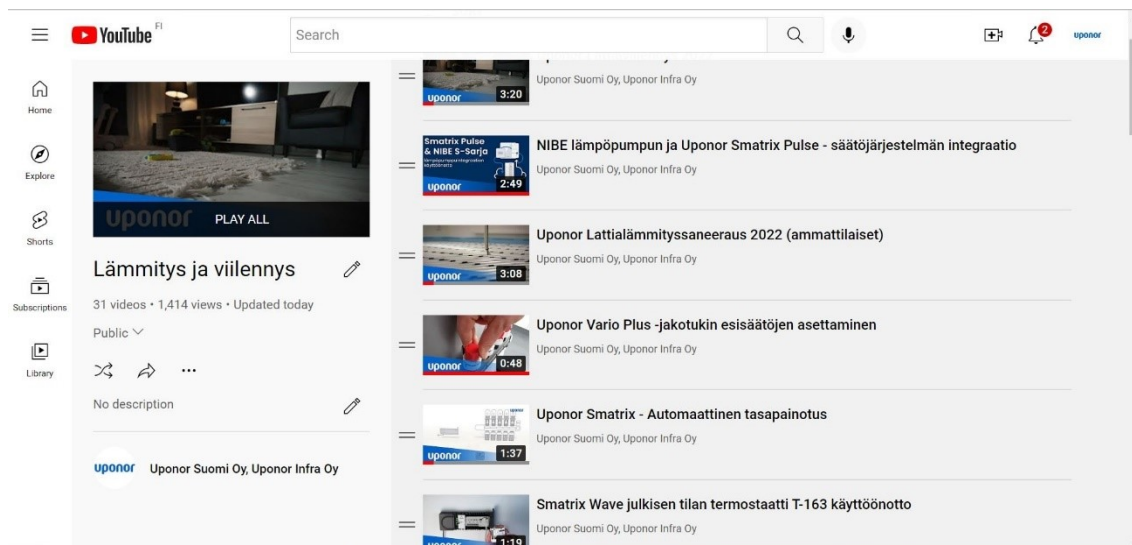 YouTube FI
Search
2
uponor
Home
Explore
Shorts
Subscriptions
Library
uponor
PLAY ALL
Lämmitys ja viilennys
31 videos • 1,414 views • Updated today
Public
No description
uponor
Uponor Suomi Oy, Uponor Infra Oy
uponor
3:20
Uponor Suomi Oy, Uponor Infra Oy
Smatrix Pulse
& NIBE S-Sarja
uponor
2:49
NIBE lämpöpumpun ja Uponor Smatrix Pulse - säätöjärjestelmän integraatio
Uponor Suomi Oy, Uponor Infra Oy
uponor
3:08
Uponor Lattialämmityssaneeraus 2022 (ammattilaiset)
Uponor Suomi Oy, Uponor Infra Oy
uponor
0:48
Uponor Vario Plus -jakotukin esisäätöjen asettaminen
Uponor Suomi Oy, Uponor Infra Oy
uponor
uponor
1:37
Uponor Smatrix - Automaattinen tasapainotus
Uponor Suomi Oy, Uponor Infra Oy
uponor
1:19
Smatrix Wave julkisen tilan termostaatti T-163 käyttöönotto
Uponor Suomi Oy, Uponor Infra Oy